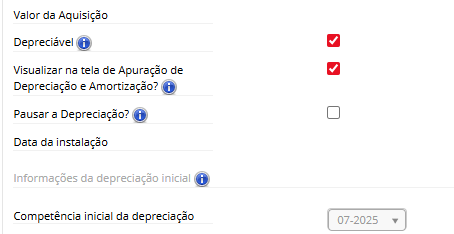 Valor da Aquisição
Depreciável
Visualizar na tela de Apuração de
Depreciação e Amortização?
Pausar a Depreciação?
Data da instalação
Informações da depreciação inicial
Competência inicial da depreciação
07-2025